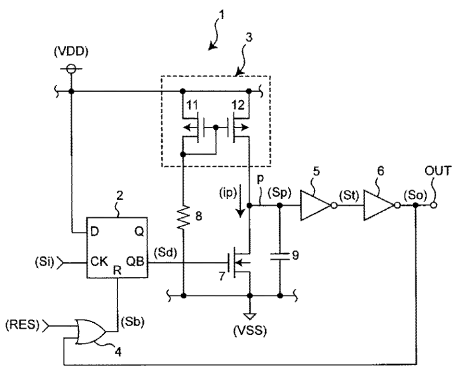 1
3
(VDD)
11
12
5
6
OUT
p
(Sp)
(St)
(So)
(ip)
2
8
D
Q
(Sd)
9
(Si)
CK
QB
R
7
(Sb)
(VSS)
(RES)
4